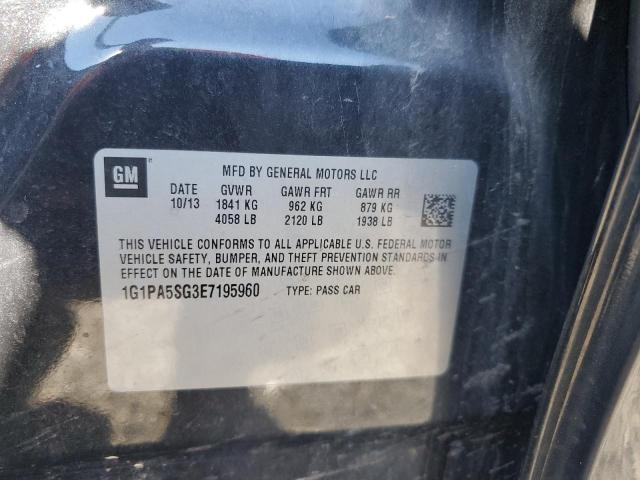 GM
MFD BY GENERAL MOTORS LLC
DATE GVWR GAWR FRT GAWR RR
10/13 1841 KG 962 KG 879 KG
4058 LB 2120 LB 1938 LB
THIS VEHICLE CONFORMS TO ALL APPLICABLE U.S. FEDERAL MOTOR
VEHICLE SAFETY, BUMPER, AND THEFT PREVENTION STANDARDS IN
EFFECT ON THE DATE OF MANUFACTURE SHOWN ABOVE.
1G1PA5SG3E7195960 TYPE: PASS CAR